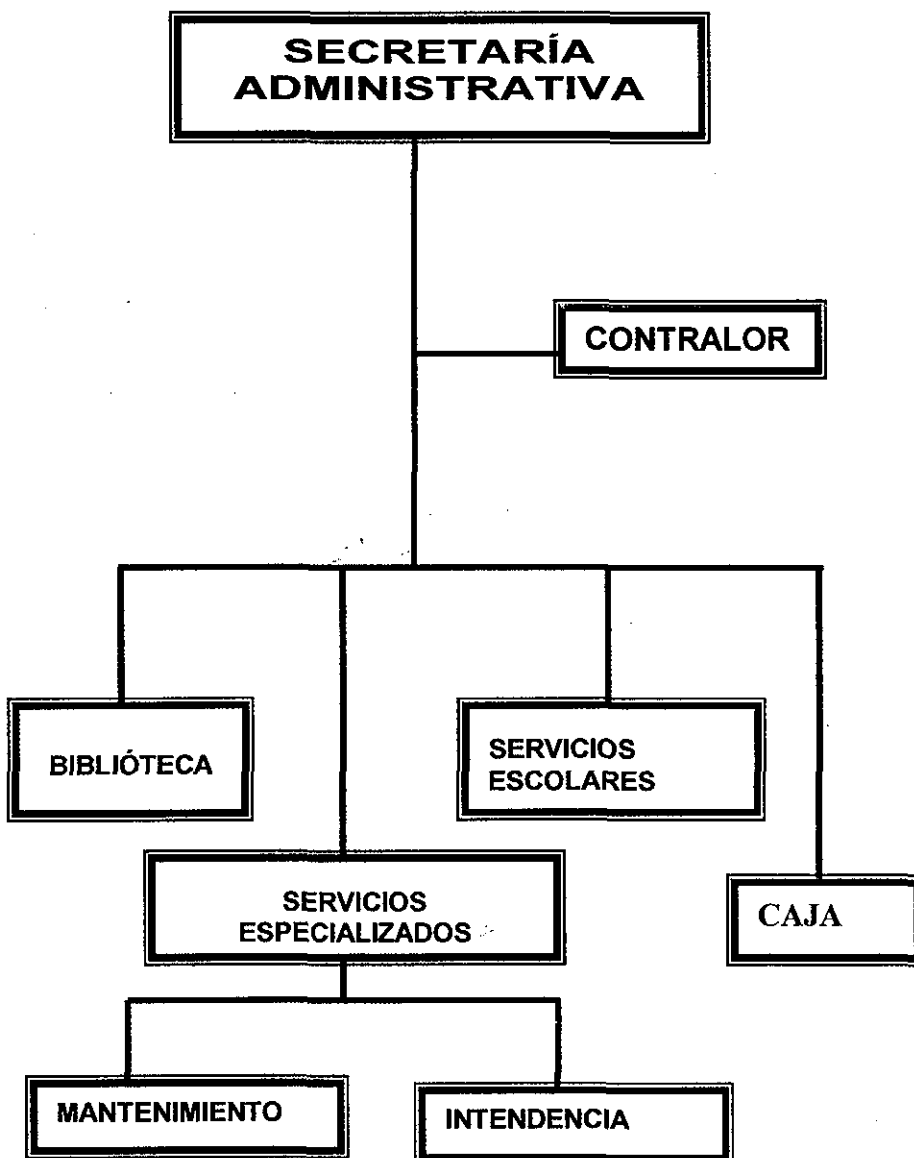 SECRETARÍA
ADMINISTRATIVA
CONTRALOR
BIBLIÓTECA
SERVICIOS
ESCOLARES
SERVICIOS
ESPECIALIZADOS
CAJA
MANTENIMIENTO
INTENDENCIA